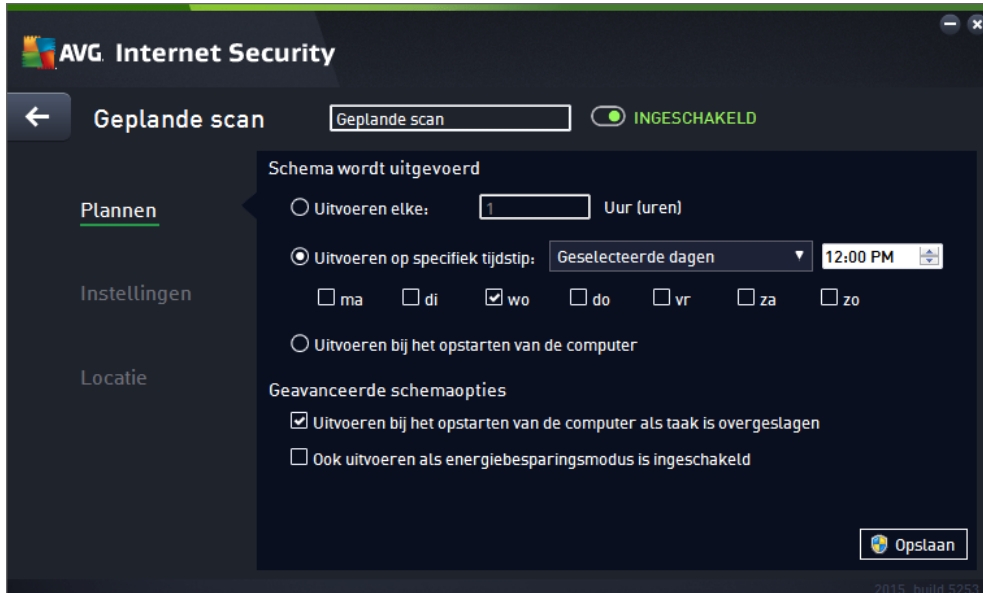 AVG. Internet Security
Geplande scan
Geplande scan
INGESCHAKELD
Plannen
Instellingen
Locatie
Schema wordt uitgevoerd
Uitvoeren elke: 1 Uur (uren)
Uitvoeren op specifiek tijdstip: Geselecteerde dagen 12:00 PM
ma di wo do vr za zo
Uitvoeren bij het opstarten van de computer
Geavanceerde schemaopties
Uitvoeren bij het opstarten van de computer als taak is overgeslagen
Ook uitvoeren als energiebesparingsmodus is ingeschakeld
Opslaan
2015, build 5253